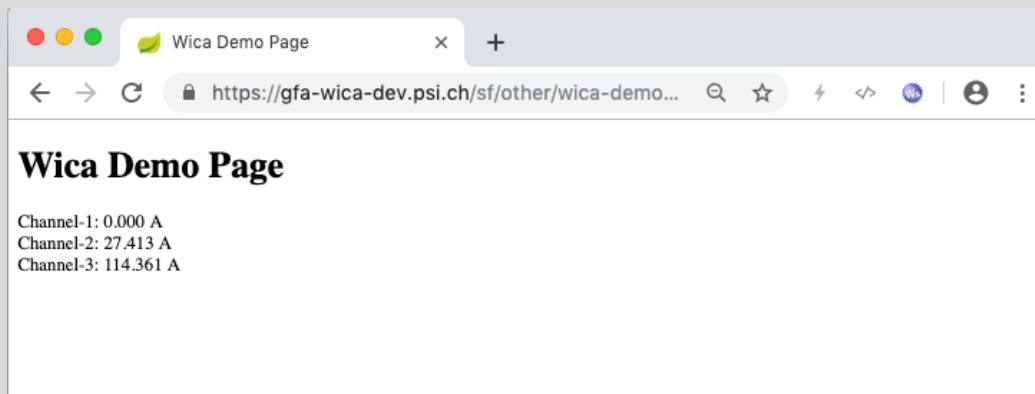 Wica Demo Page
https://gfa-wica-dev.psi.ch/sf/other/wica-demo...
Wica Demo Page
Channel-1: 0.000 A
Channel-2: 27.413 A
Channel-3: 114.361 A